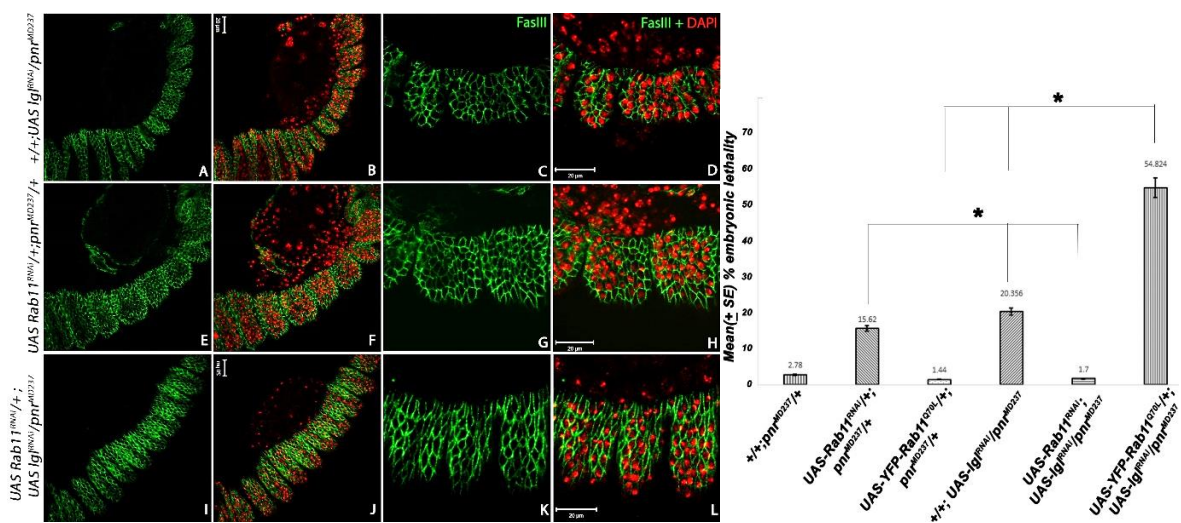 +/+;UAS lgl^RNAi/pnr^MD237
A
20 µm
B
FasIII
C
FasIII + DAPI
20 µm
D
UAS Rab11^RNAi/+;pnr^MD237/+
E
F
G
20 µm
H
UAS Rab11^RNAi/+ ;
UAS lgl^RNAi/pnr^MD237
I
J
K
20 µm
L
Mean(+ SE) % embryonic lethality
70
60
50
40
30
20
10
0
*
*
2.78
15.62
1.44
20.356
1.7
54.824
+/+;pnr^MD237/+
UAS-Rab11^RNAi/+;
pnr^MD237/+
UAS-YFP-Rab11^Q70L/+;
pnr^MD237/+
+/+; UAS-lgl^RNAi/pnr^MD237
UAS-Rab11^RNAi;
UAS-lgl^RNAi/pnr^MD237
UAS-YFP-Rab11^Q70L/+;
UAS-lgl^RNAi/pnr^MD237